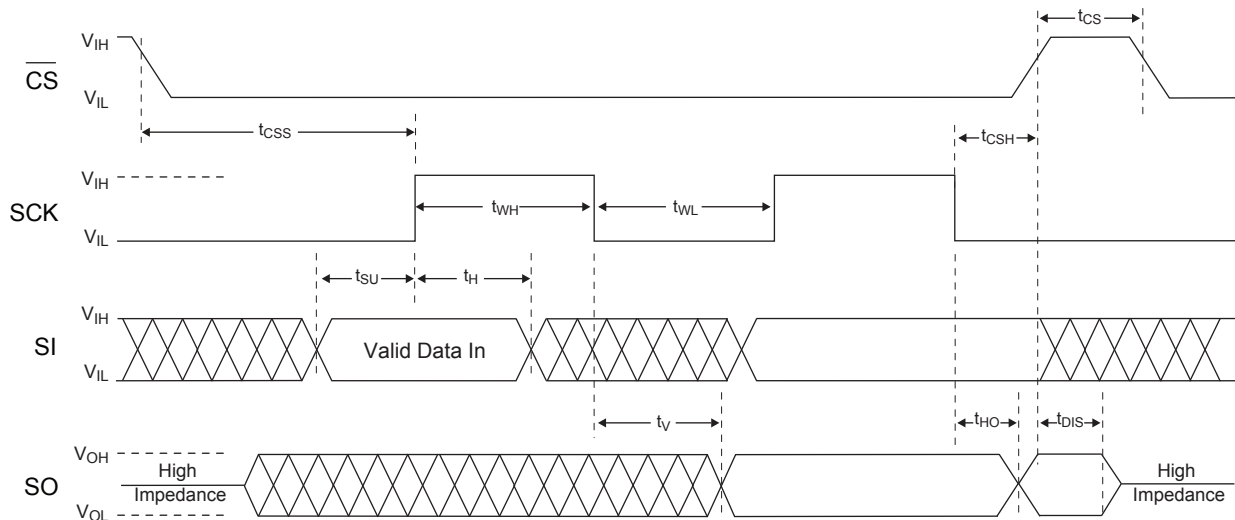 tCS
VIH
CS
VIL
tCSS
tCSH
VIH
SCK
tWH
tWL
VIL
tSU
tH
VIH
SI
Valid Data In
VIL
tV
tHO
tDIS
VOH
High
Impedance
SO
High
Impedance
VOL